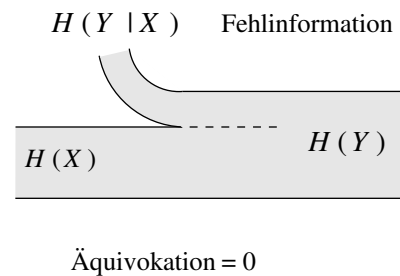 H(Y|X) Fehlinformation
H(X)
H(Y)
Äquivokation = 0